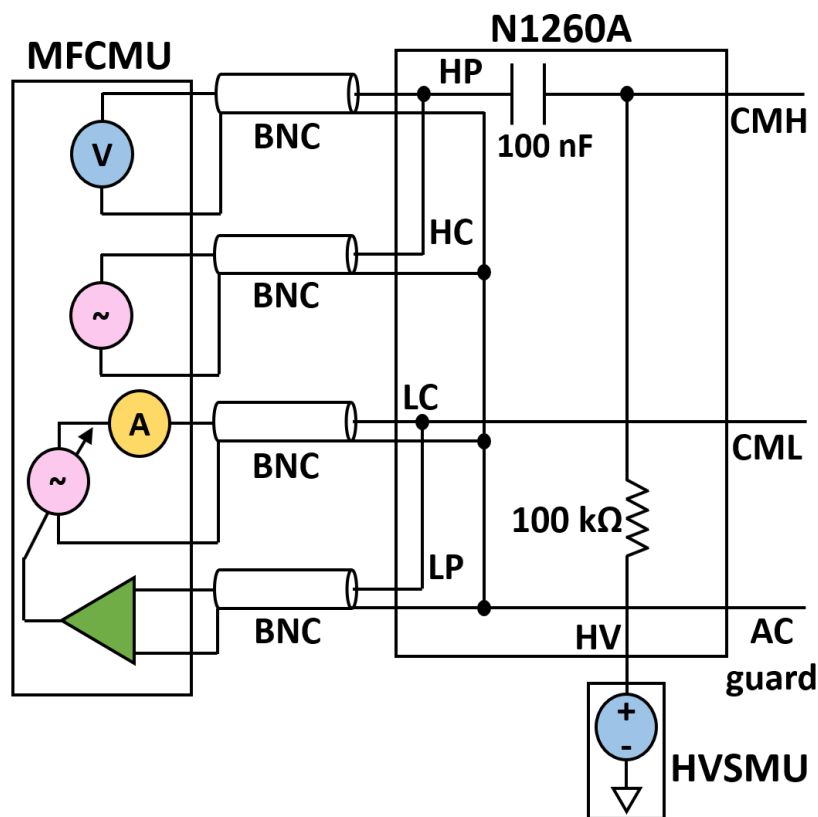 N1260A
MFCMU
HP
CMH
V
BNC
100 nF
HC
~
BNC
LC
A
CML
~
BNC
100 kΩ
LP
BNC
HV
AC
guard
+
-
HVSMU